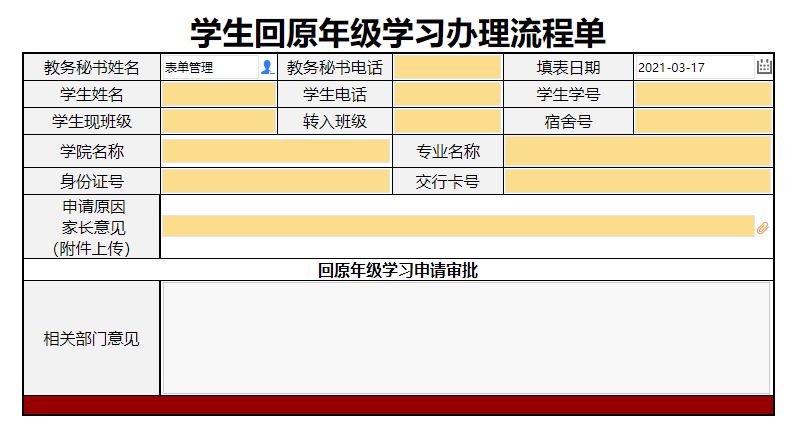 学生回原年级学习办理流程单
教务秘书姓名 表单管理 教务秘书电话 填表日期 2021-03-17
学生姓名 学生电话 学生学号
学生现班级 转入班级 宿舍号
学院名称 专业名称
身份证号 交行卡号
申请原因
家长意见
（附件上传）
回原年级学习申请审批
相关部门意见